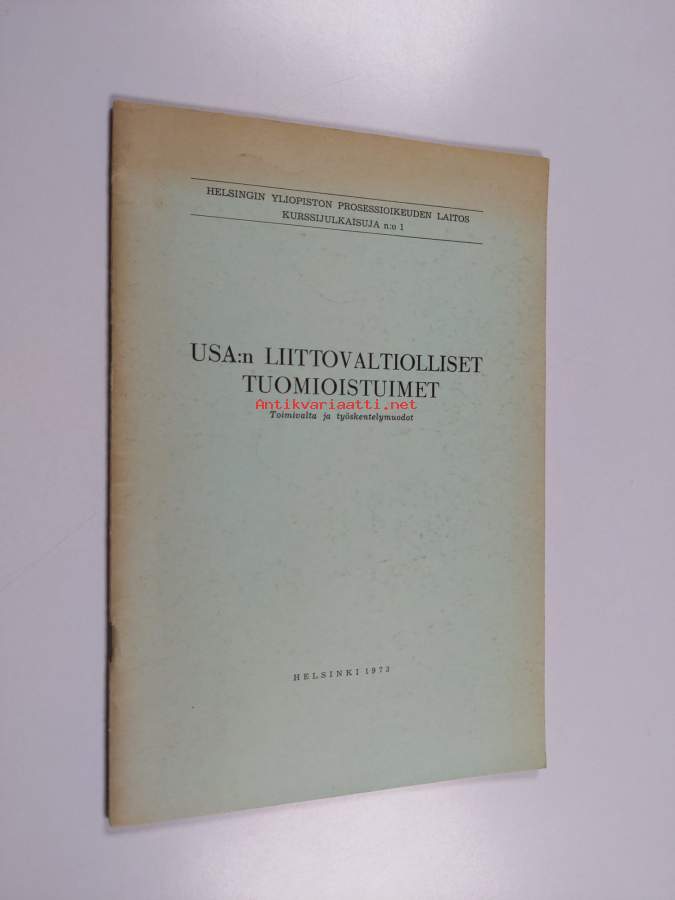 HELSINGIN YLIOPISTON PROSESSIOIKEUDEN LAITOS
KURSSIJULKAISUJA n:o 1
USA:n LIITTOVALTIOLLISET
TUOMIOISTUIMET
Antikvariaatti.net
Toimivalta ja työskentelymuodot
HELSINKI 1973